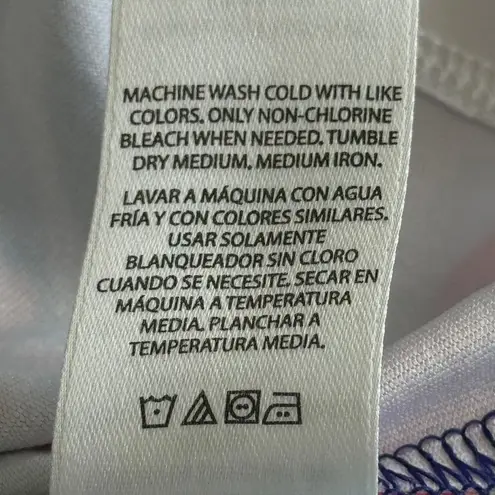 MACHINE WASH COLD WITH LIKE
COLORS. ONLY NON-CHLORINE
BLEACH WHEN NEEDED. TUMBLE
DRY MEDIUM. MEDIUM IRON.
LAVAR A MÁQUINA CON AGUA
FRÍA Y CON COLORES SIMILARES.
USAR SOLAMENTE
BLANQUEADOR SIN CLORO
CUANDO SE NECESITE. SECAR EN
MÁQUINA A TEMPERATURA
MEDIA. PLANCHAR A
TEMPERATURA MEDIA.